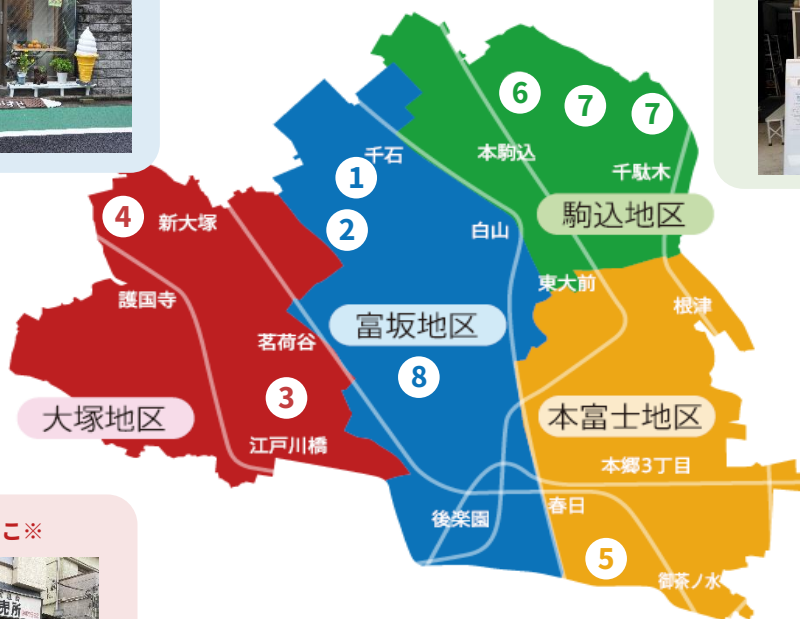 6
7
7
千石
本駒込
千駄木
1
4
新大塚
2
白山
駒込地区
東大前
護国寺
根津
茗荷谷
富坂地区
8
3
大塚地区
本富士地区
江戸川橋
本郷3丁目
後楽園
春日
こ※
5
御茶ノ水
売所